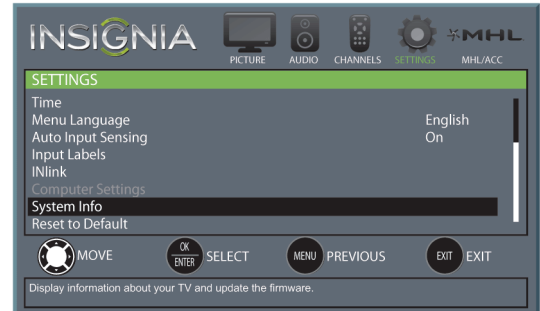 INSIGNIA
PICTURE AUDIO CHANNELS SETTINGS MHL MHL/ACC
SETTINGS
Time
Menu Language English
Auto Input Sensing On
Input Labels
INlink
Computer Settings
System Info
Reset to Default
MOVE OK ENTER SELECT MENU PREVIOUS EXIT EXIT
Display information about your TV and update the firmware.